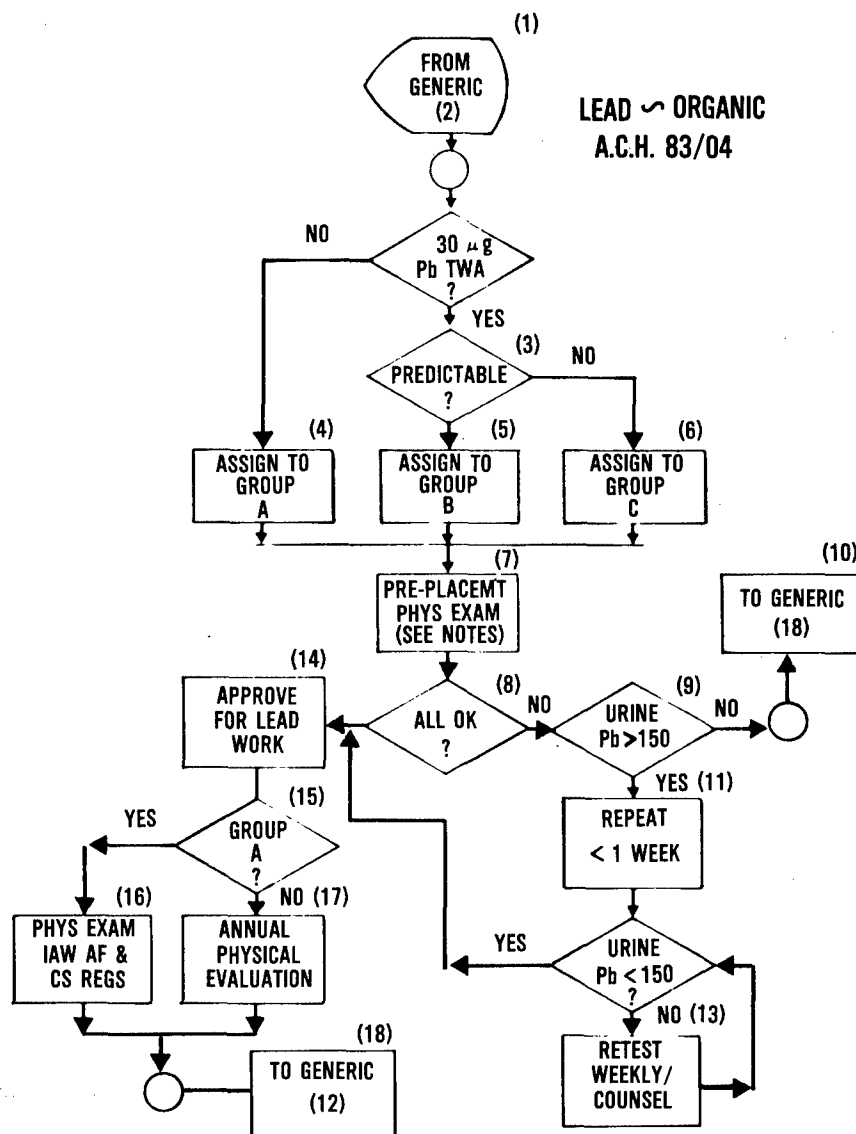 (1)
FROM
GENERIC
(2)
LEAD ~ ORGANIC
A.C.H. 83/04
NO
30 µg
Pb TWA
?
YES
(3)
PREDICTABLE
?
NO
(4)
ASSIGN TO
GROUP
A
(5)
ASSIGN TO
GROUP
B
(6)
ASSIGN TO
GROUP
C
(7)
PRE-PLACEMT
PHYS EXAM
(SEE NOTES)
(8)
ALL OK
?
NO
(9)
URINE
Pb>150
NO
(10)
TO GENERIC
(18)
YES (11)
REPEAT
< 1 WEEK
URINE
Pb<150
?
YES
NO (13)
RETEST
WEEKLY/
COUNSEL
(14)
APPROVE
FOR LEAD
WORK
(15)
GROUP
A
?
YES
(16)
PHYS EXAM
IAW AF &
CS REGS
NO (17)
ANNUAL
PHYSICAL
EVALUATION
(18)
TO GENERIC
(12)